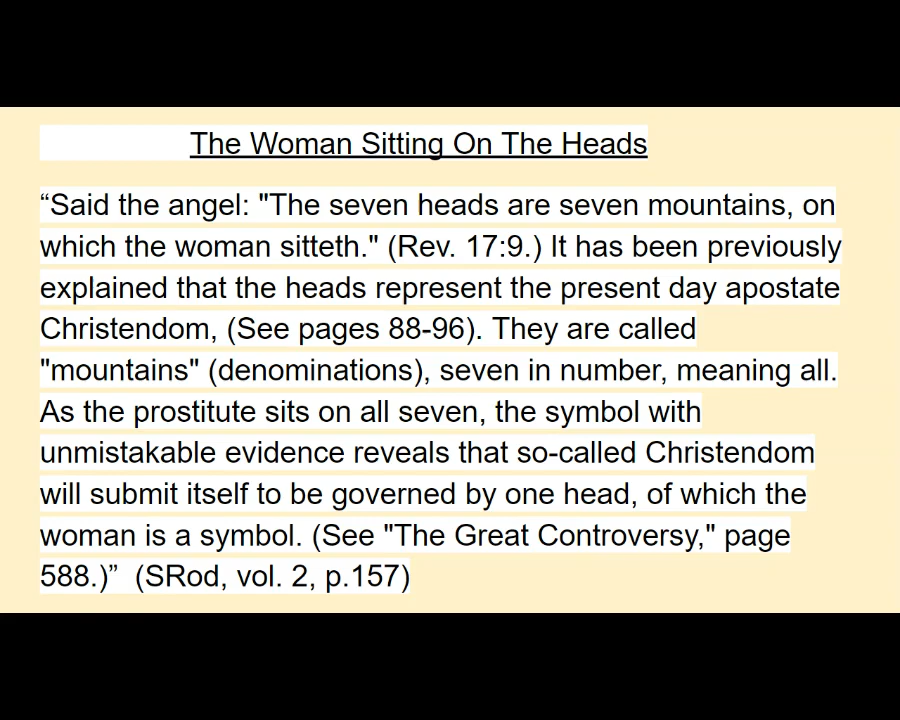 The Woman Sitting On The Heads
“Said the angel: "The seven heads are seven mountains, on
which the woman sitteth." (Rev. 17:9.) It has been previously
explained that the heads represent the present day apostate
Christendom, (See pages 88-96). They are called
"mountains" (denominations), seven in number, meaning all.
As the prostitute sits on all seven, the symbol with
unmistakable evidence reveals that so-called Christendom
will submit itself to be governed by one head, of which the
woman is a symbol. (See "The Great Controversy," page
588.)” (SRod, vol. 2, p.157)